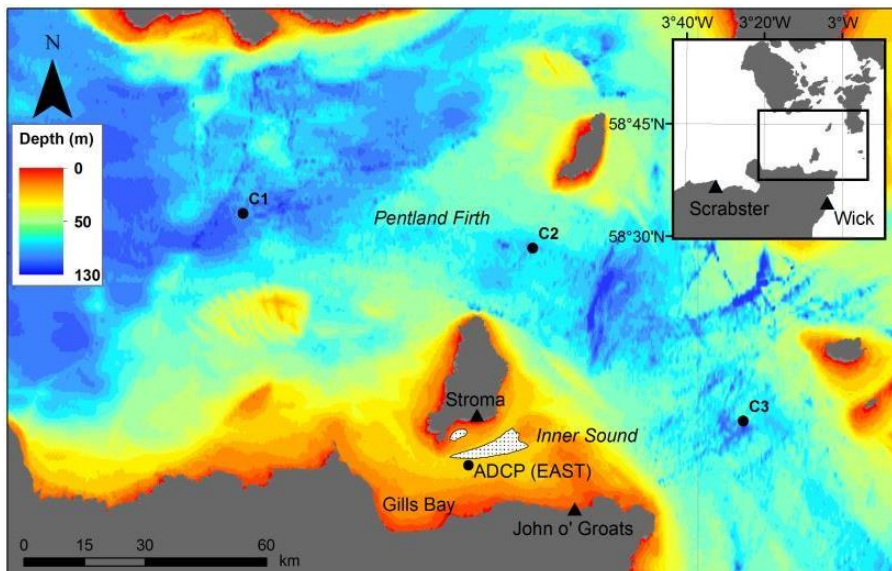 3°40'W 3°20'W 3°W
N
Depth (m)
0
50
130
58°45'N
58°30'N
Scrabster
Wick
C1
Pentland Firth
C2
Stroma
C3
Inner Sound
ADCP (EAST)
Gills Bay
John o' Groats
0 15 30 60
km